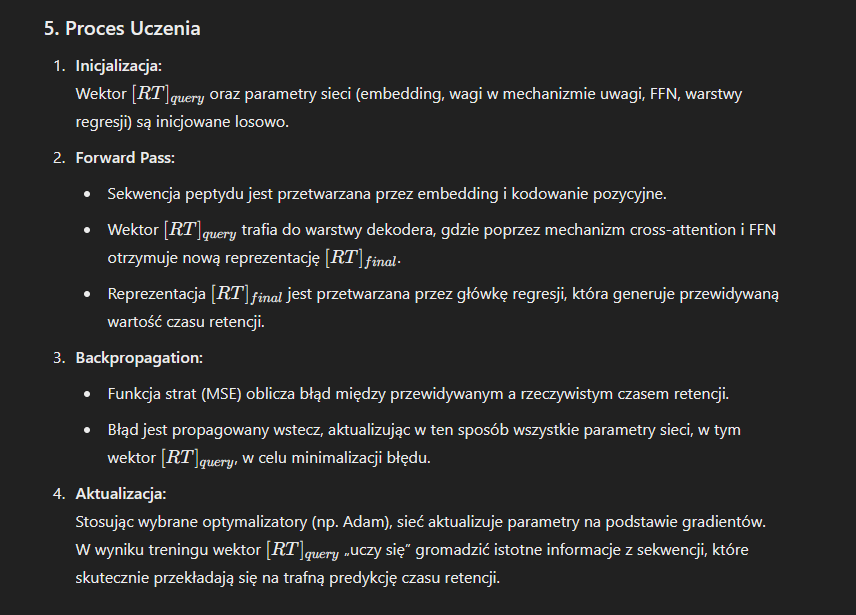 5. Proces Uczenia
1. Inicjalizacja:
Wektor [RT]query oraz parametry sieci (embedding, wagi w mechanizmie uwagi, FFN, warstwy
regresji) są inicjowane losowo.
2. Forward Pass:
• Sekwencja peptydu jest przetwarzana przez embedding i kodowanie pozycyjne.
• Wektor [RT]query trafia do warstwy dekodera, gdzie poprzez mechanizm cross-attention i FFN
otrzymuje nową reprezentację [RT]final.
• Reprezentacja [RT]final jest przetwarzana przez główkę regresji, która generuje przewidywaną
wartość czasu retencji.
3. Backpropagation:
• Funkcja strat (MSE) oblicza błąd między przewidywanym a rzeczywistym czasem retencji.
• Błąd jest propagowany wstecz, aktualizując w ten sposób wszystkie parametry sieci, w tym
wektor [RT]query, w celu minimalizacji błędu.
4. Aktualizacja:
Stosując wybrane optymalizatory (np. Adam), sieć aktualizuje parametry na podstawie gradientów.
W wyniku treningu wektor [RT]query „uczy się” gromadzić istotne informacje z sekwencji, które
skutecznie przekładają się na trafną predykcję czasu retencji.